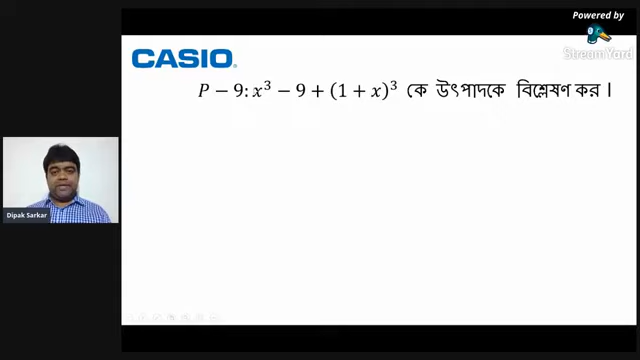 Powered by
StreamYard
CASIO
P − 9: x³ − 9 + (1 + x)³ কে উৎপাদকে বিশ্লেষণ কর।
Dipak Sarkar